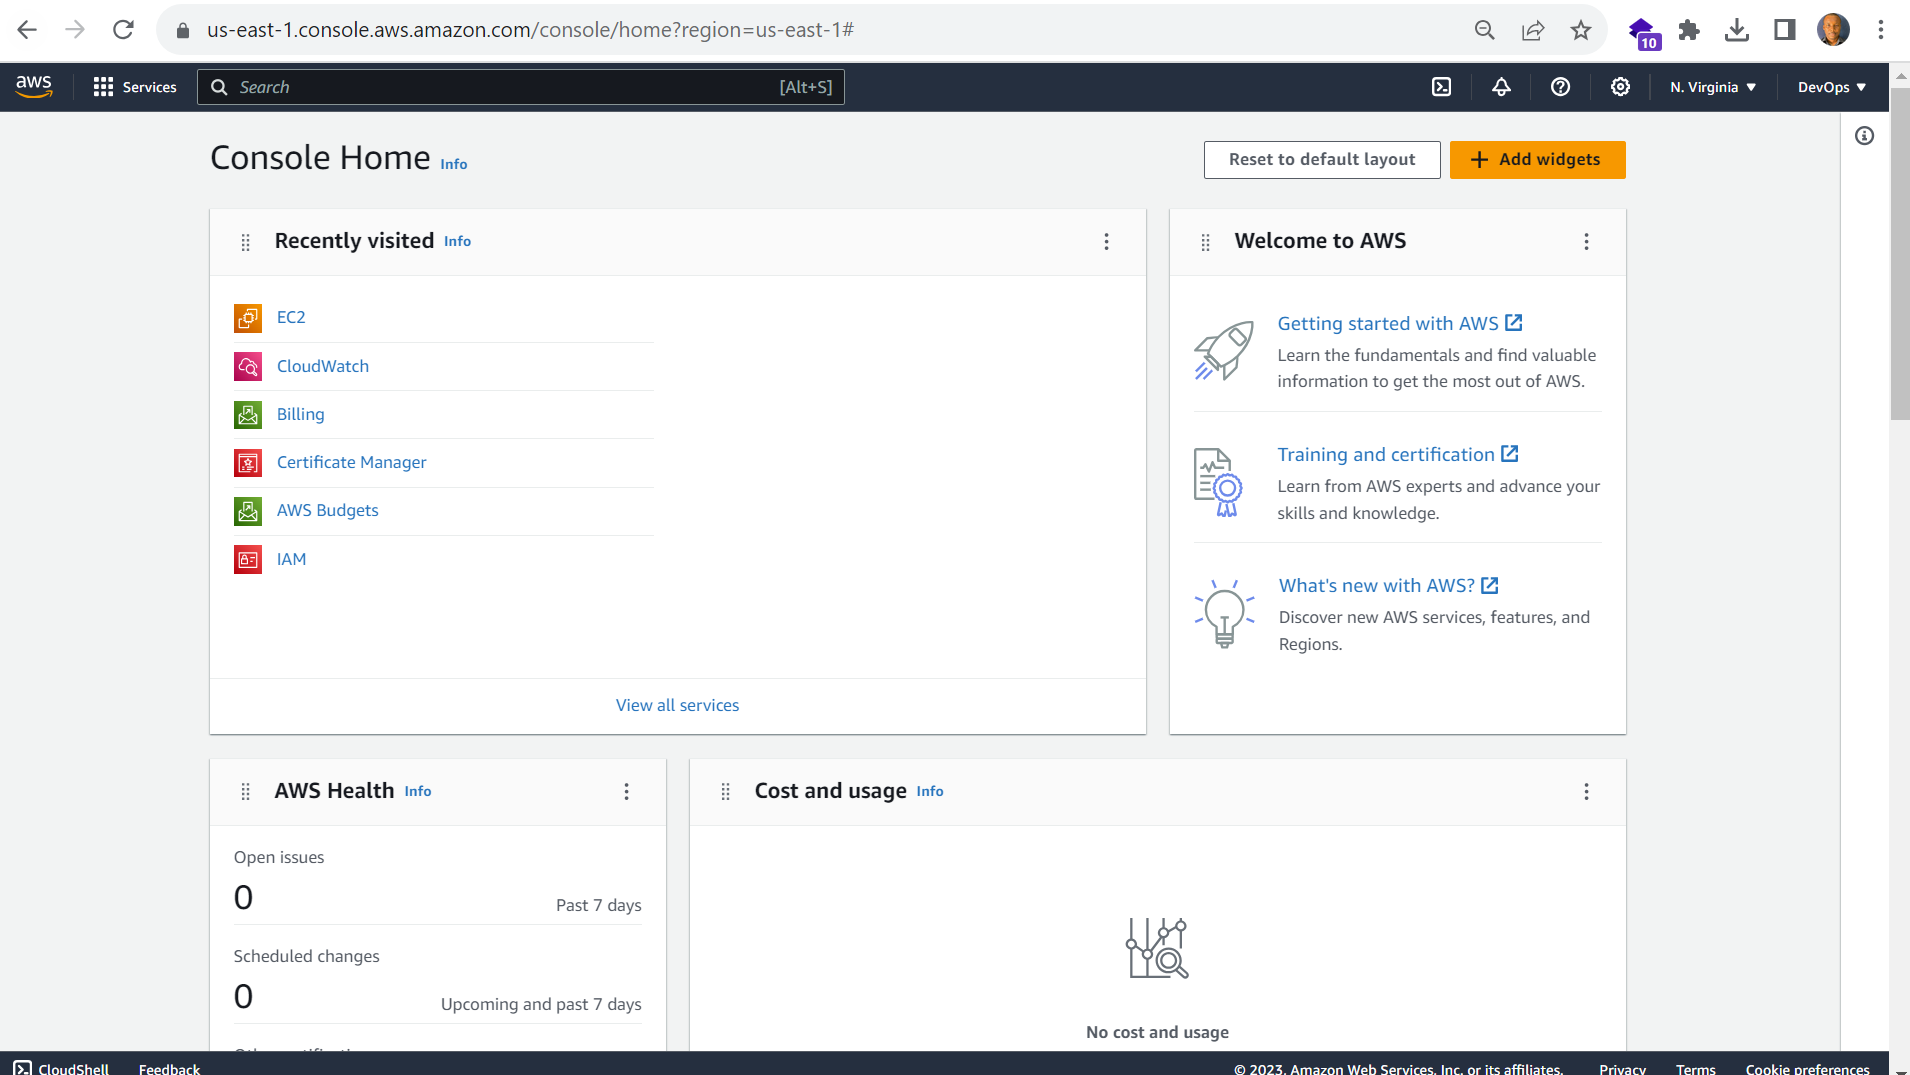 us-east-1.console.aws.amazon.com/console/home?region=us-east-1#
10
aws
Services
Search
[Alt+S]
N. Virginia
DevOps
Console Home Info
Reset to default layout
Add widgets
Recently visited Info
EC2
CloudWatch
Billing
Certificate Manager
AWS Budgets
IAM
View all services
Welcome to AWS
Getting started with AWS
Learn the fundamentals and find valuable
information to get the most out of AWS.
Training and certification
Learn from AWS experts and advance your
skills and knowledge.
What's new with AWS?
Discover new AWS services, features, and
Regions.
AWS Health Info
Open issues
0
Past 7 days
Scheduled changes
0
Upcoming and past 7 days
Cost and usage Info
No cost and usage
CloudShell
Feedback
© 2023, Amazon Web Services, Inc. or its affiliates.
Privacy
Terms
Cookie preferences